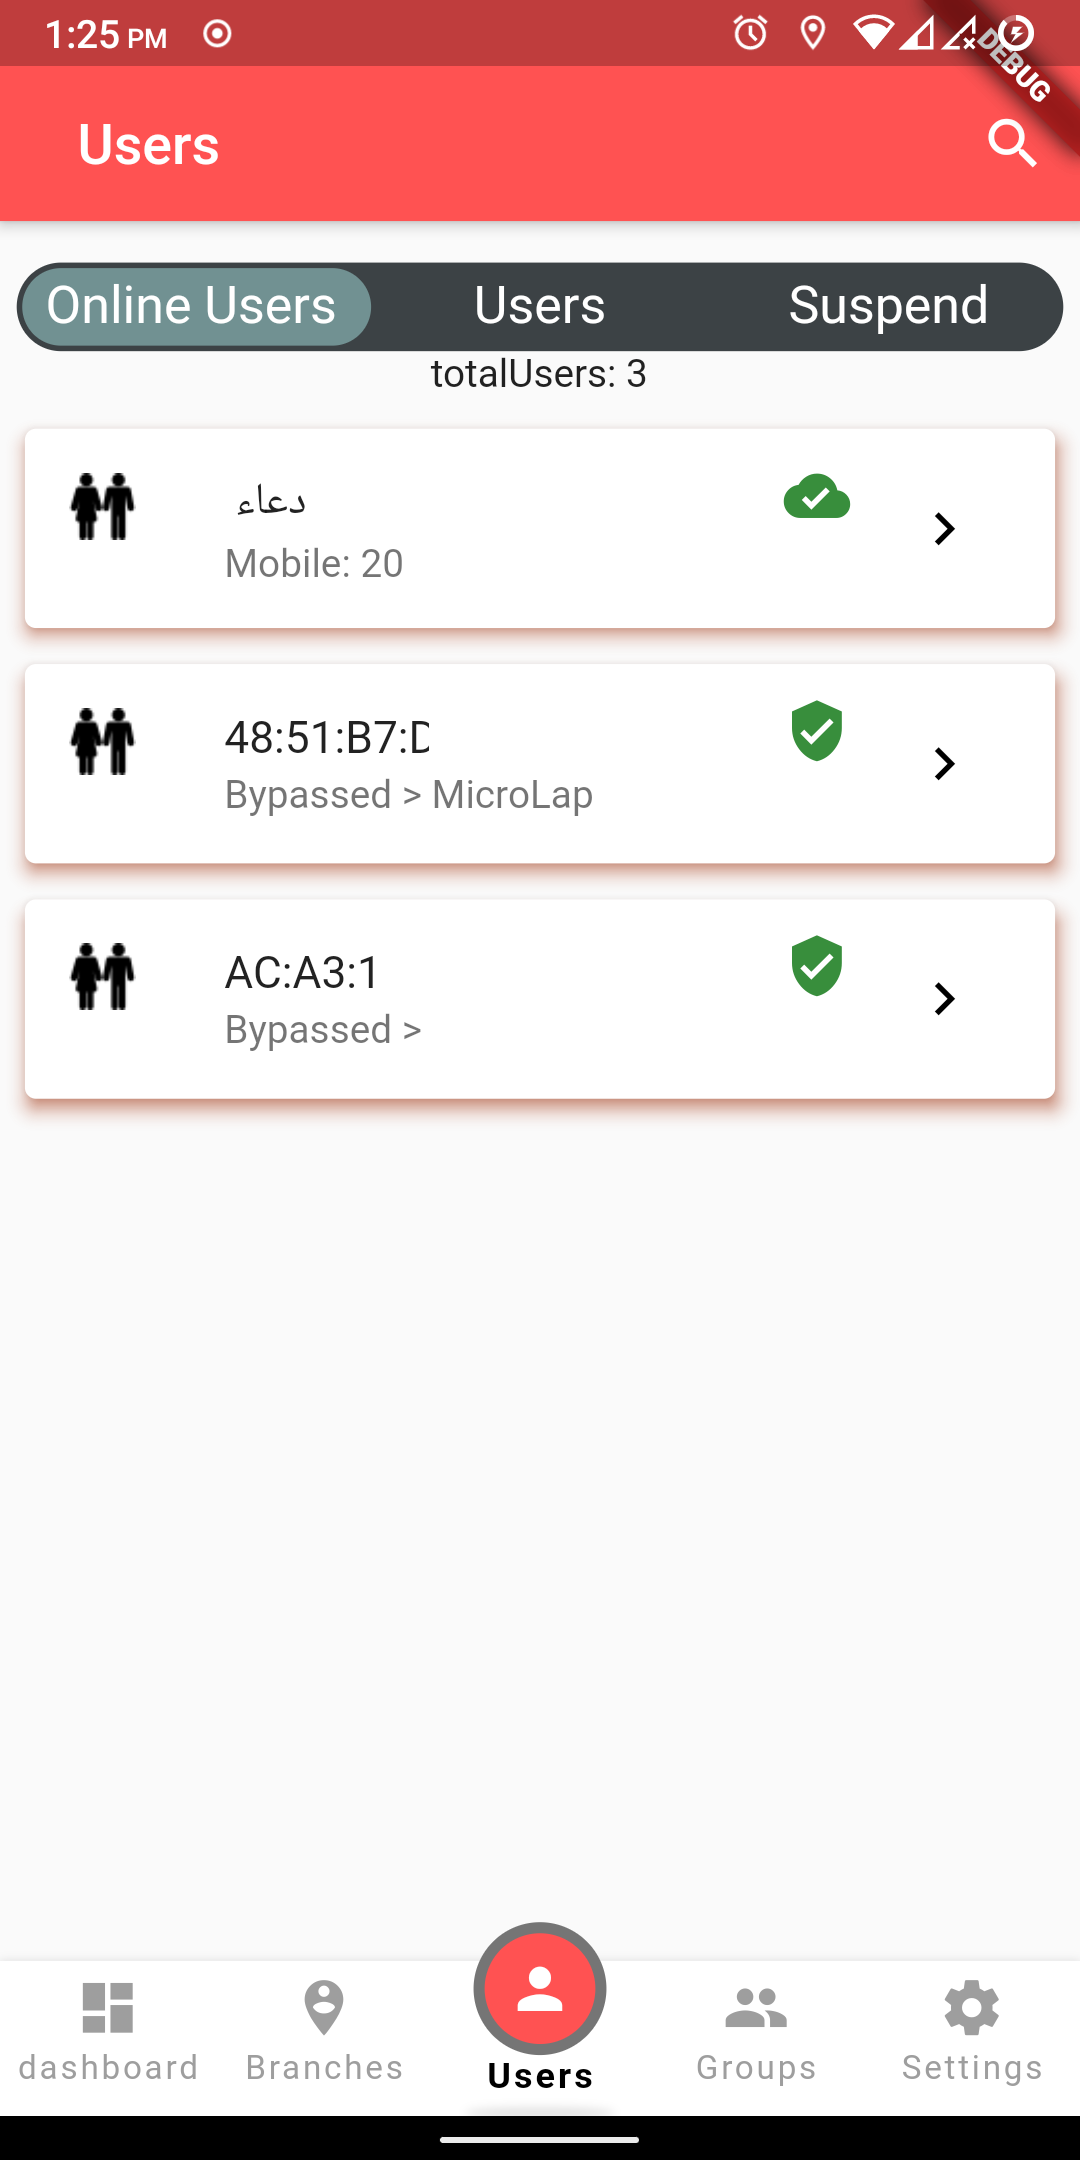 1:25 PM
DEBUG
Users
Online Users Users Suspend
totalUsers: 3
دعاء
Mobile: 20
48:51:B7:D
Bypassed > MicroLap
AC:A3:1
Bypassed >
dashboard Branches Users Groups Settings